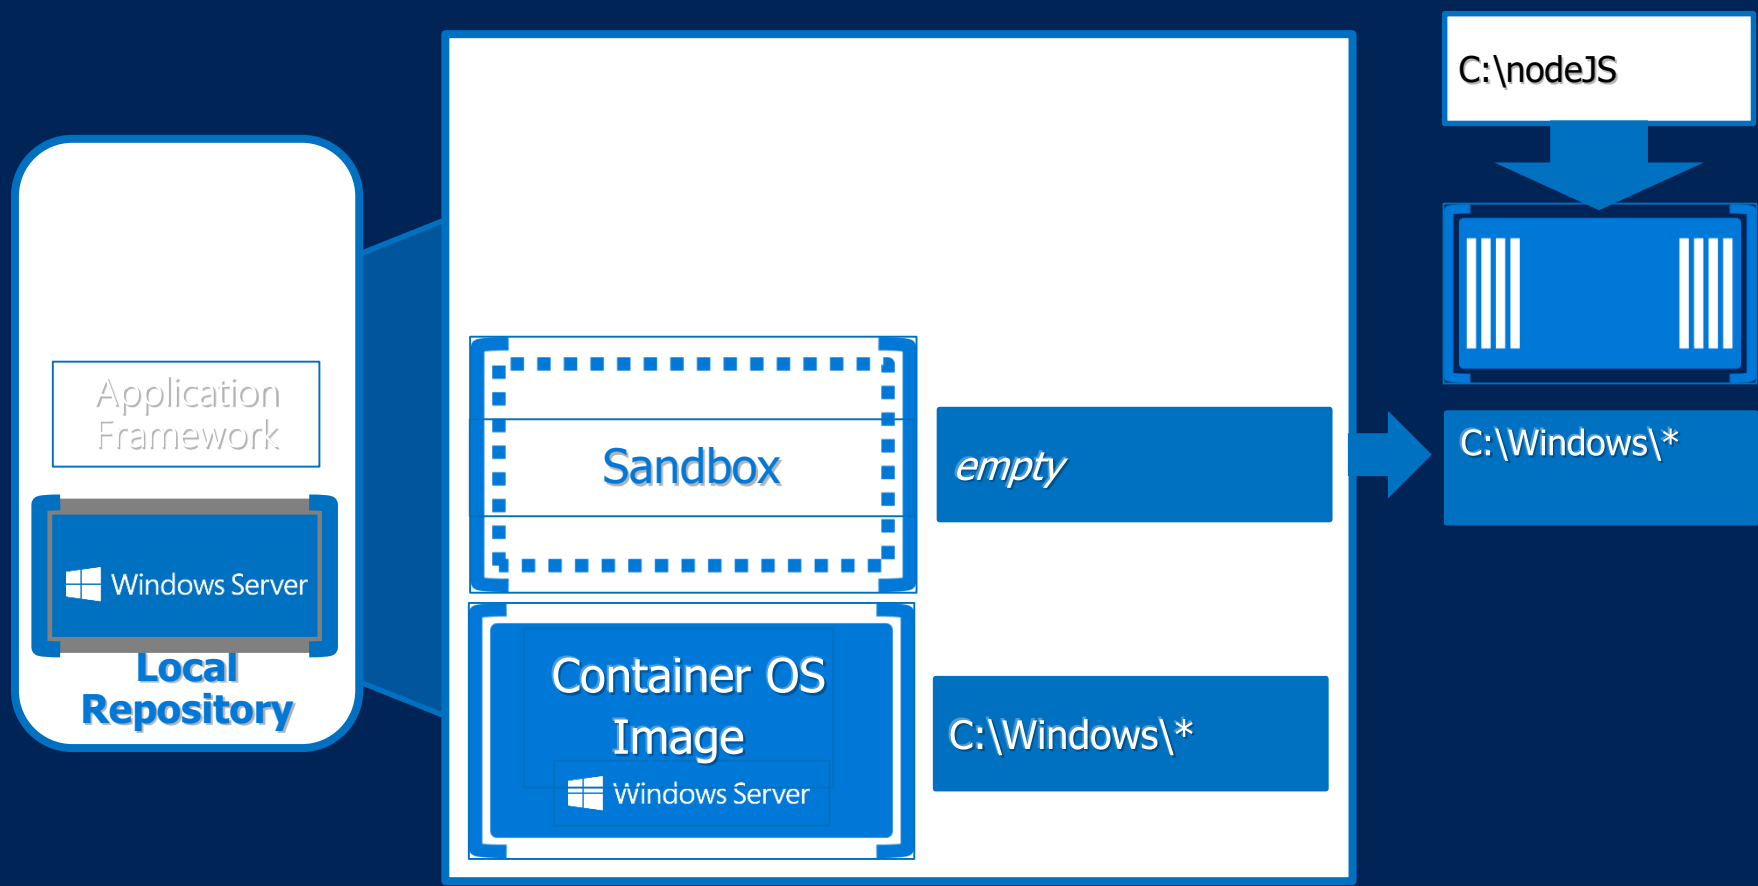 Application
Framework
Windows Server
Local
Repository
Sandbox
empty
Container OS
Image
Windows Server
C:\Windows\*
C:\nodeJS
C:\Windows\*